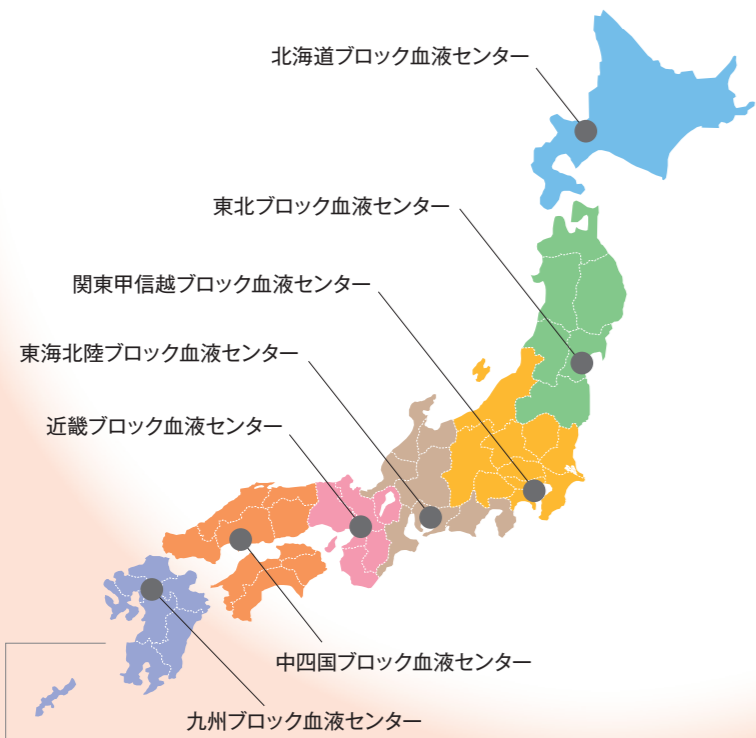 北海道ブロック血液センター
東北ブロック血液センター
関東甲信越ブロック血液センター
東海北陸ブロック血液センター
近畿ブロック血液センター
中四国ブロック血液センター
九州ブロック血液センター